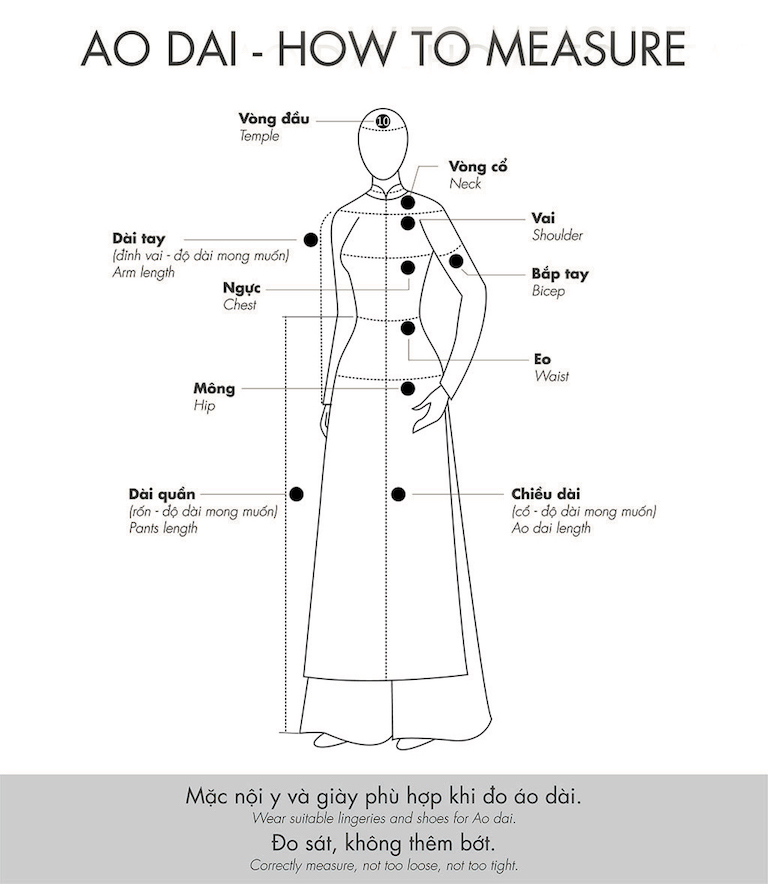 AO DAI - HOW TO MEASURE
Vòng đầu
Temple
10
Vòng cổ
Neck
Vai
Shoulder
Dài tay
(đỉnh vai - độ dài mong muốn)
Arm length
Bắp tay
Bicep
Ngực
Chest
Eo
Waist
Mông
Hip
Dài quần
(rốn - độ dài mong muốn)
Pants length
Chiều dài
(cổ - độ dài mong muốn)
Ao dai length
Mặc nội y và giày phù hợp khi đo áo dài.
Wear suitable lingeries and shoes for Ao dai.
Đo sát, không thêm bớt.
Correctly measure, not too loose, not too tight.